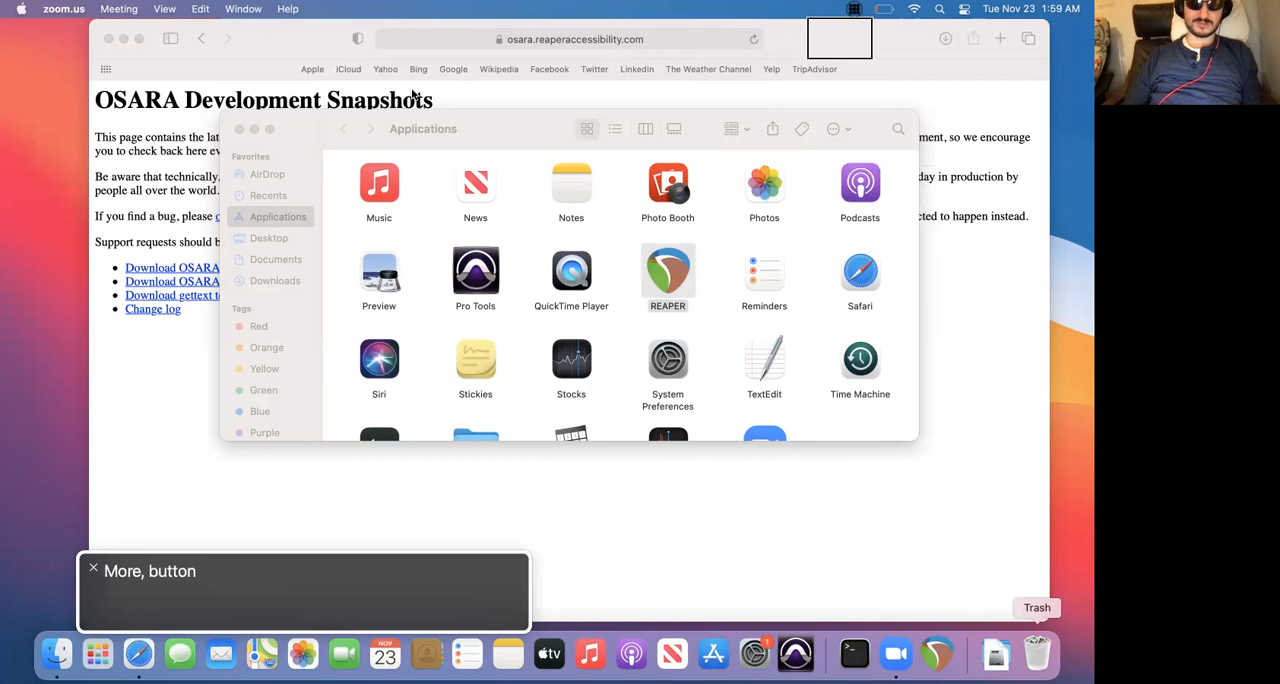 zoom.us Meeting View Edit Window Help Tue Nov 23 1:59 AM
osara.reaperaccessibility.com
Apple iCloud Yahoo Bing Google Wikipedia Facebook Twitter LinkedIn The Weather Channel Yelp TripAdvisor
OSARA Development Snapshots
This page contains the lat ment, so we encourage
you to check back here ev
Be aware that technically, day in production by
people all over the world.
If you find a bug, please cted to happen instead.
Support requests should b
Download OSARA
Download OSARA
Download gettext t
Change log
Applications
Favorites
AirDrop
Recents
Applications
Desktop
Documents
Downloads
Tags
Red
Orange
Yellow
Green
Blue
Purple
Music News Notes Photo Booth Photos Podcasts
Preview Pro Tools QuickTime Player REAPER Reminders Safari
Siri Stickies Stocks System Preferences TextEdit Time Machine
More, button
Trash
NOV
23
tv
1